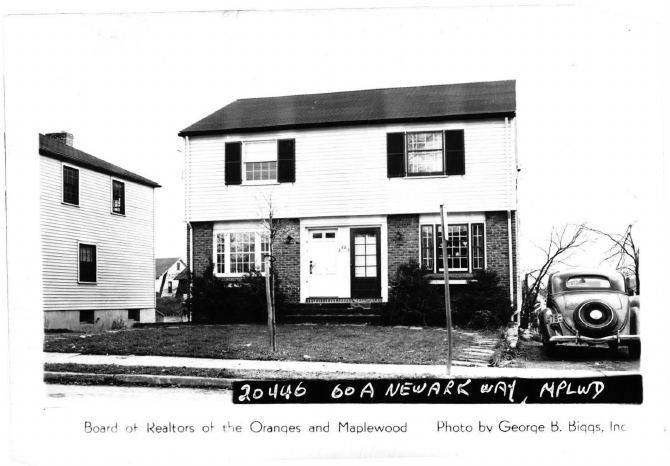 20446 60A NEWARK WAY, MPLWD
Board of Realtors of the Oranges and Maplewood Photo by George B. Biggs, Inc.